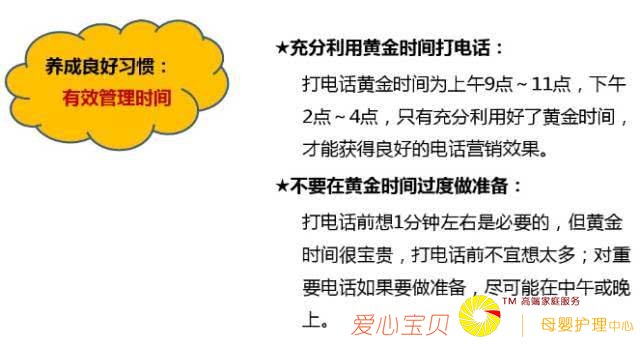 养成良好习惯：
有效管理时间
★充分利用黄金时间打电话：
打电话黄金时间为上午9点～11点，下午
2点～4点，只有充分利用好了黄金时间，
才能获得良好的电话营销效果。
★不要在黄金时间过度做准备：
打电话前想1分钟左右是必要的，但黄金
时间很宝贵，打电话前不宜想太多；对重
要电话如果要做准备，尽可能在中午或晚
上。
爱心宝贝
TM 高端家庭服务
母婴护理中心